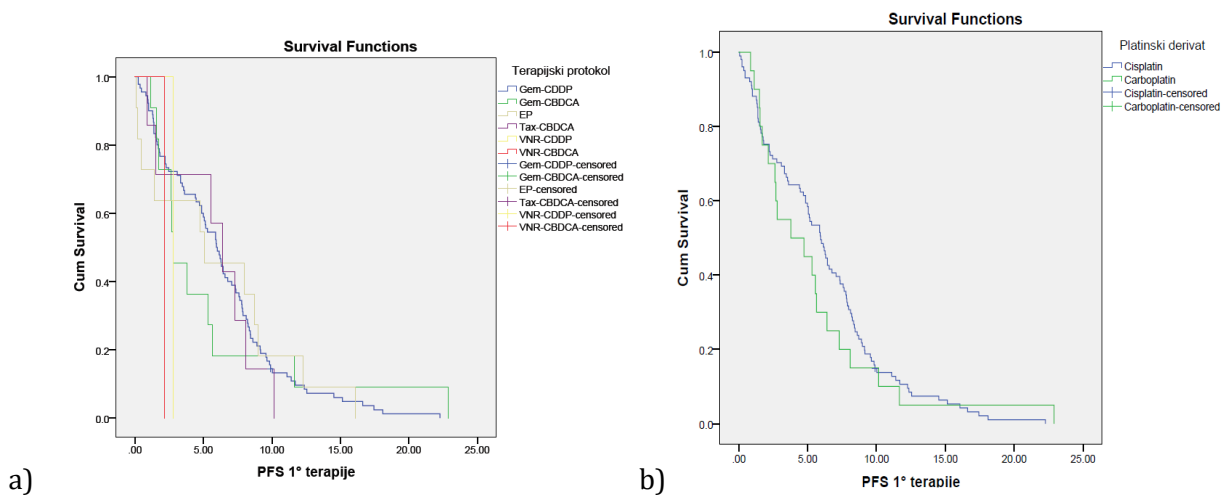 Survival Functions
Cum Survival
1.0
0.8
0.6
0.4
0.2
0.0
.00 5.00 10.00 15.00 20.00 25.00
PFS 1° terapije
Terapijski protokol
Gem-CDDP
Gem-CBDCA
EP
Tax-CBDCA
VNR-CDDP
VNR-CBDCA
Gem-CDDP-censored
Gem-CBDCA-censored
EP-censored
Tax-CBDCA-censored
VNR-CDDP-censored
VNR-CBDCA-censored
a)
Survival Functions
Cum Survival
1.0
0.8
0.6
0.4
0.2
0.0
.00 5.00 10.00 15.00 20.00 25.00
PFS 1° terapije
Platinski derivat
Cisplatin
Carboplatin
Cisplatin-censored
Carboplatin-censored
b)